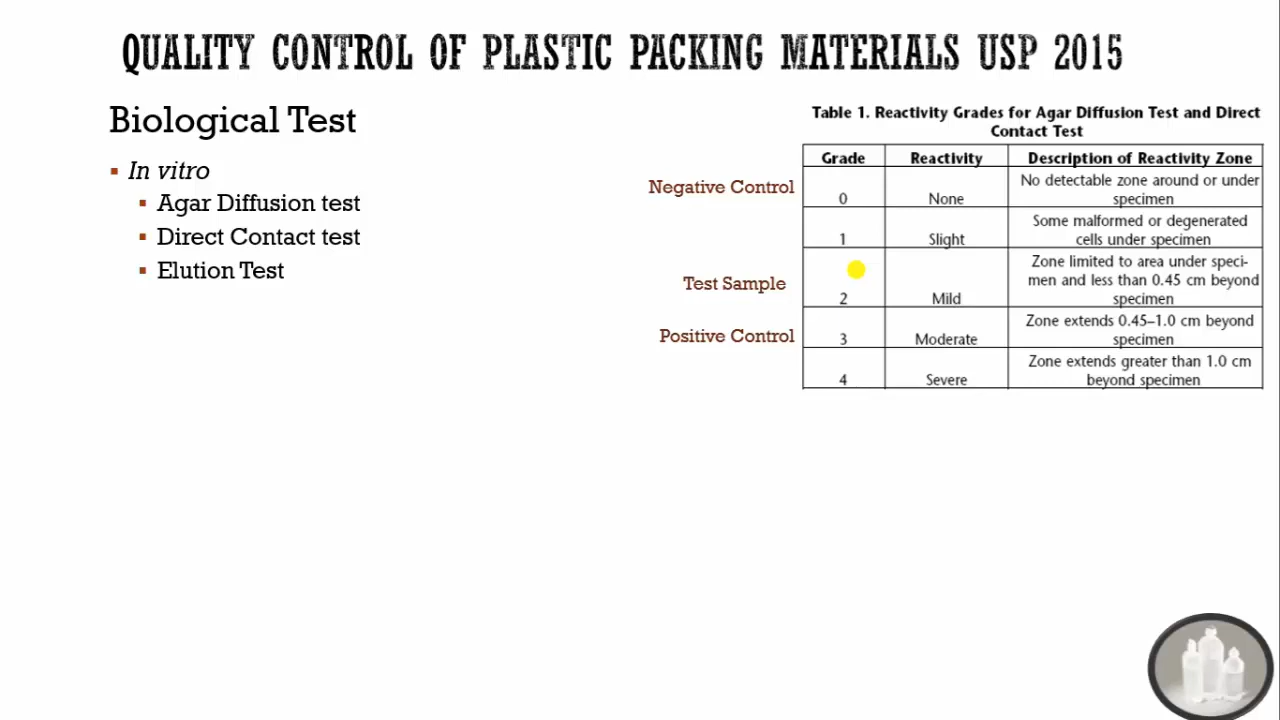 QUALITY CONTROL OF PLASTIC PACKING MATERIALS USP 2015
Biological Test
▪ In vitro
▪ Agar Diffusion test
▪ Direct Contact test
▪ Elution Test
Negative Control
Test Sample
Positive Control
Table 1. Reactivity Grades for Agar Diffusion Test and Direct
Contact Test
Grade Reactivity Description of Reactivity Zone
No detectable zone around or under
0 None specimen
Some malformed or degenerated
1 Slight cells under specimen
Zone limited to area under speci-
men and less than 0.45 cm beyond
2 Mild specimen
Zone extends 0.45–1.0 cm beyond
3 Moderate specimen
Zone extends greater than 1.0 cm
4 Severe beyond specimen